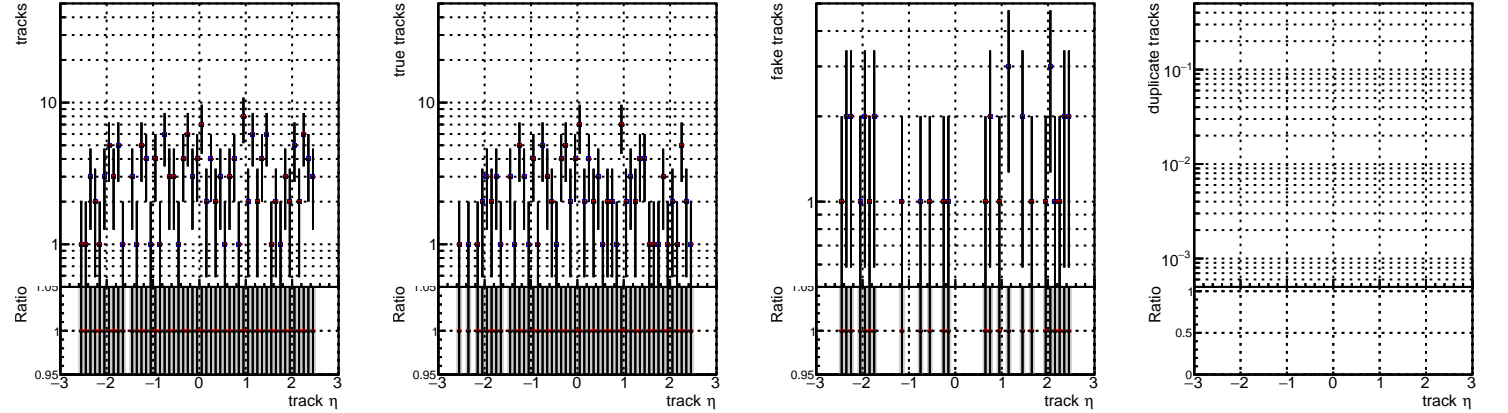 tracks
10
1
1.05
Ratio
1
0.95
−3 −2 −1 0 1 2 3
track η
true tracks
10
1
1.05
Ratio
1
0.95
−3 −2 −1 0 1 2 3
track η
fake tracks
1
1.05
Ratio
1
0.95
−3 −2 −1 0 1 2 3
track η
duplicate tracks
10−1
10−2
10−3
Ratio
1
0.5
0
−3 −2 −1 0 1 2 3
track η